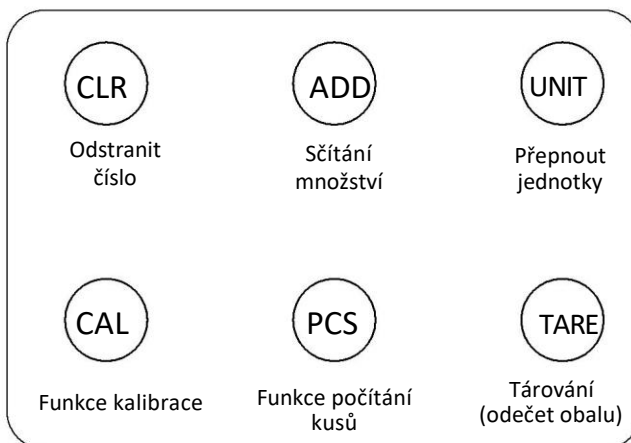 CLR ADD UNIT
Odstranit Sčítání Přepnout
číslo množství jednotky
CAL PCS TARE
Funkce kalibrace Funkce počítání Tárování
kusů (odečet obalu)